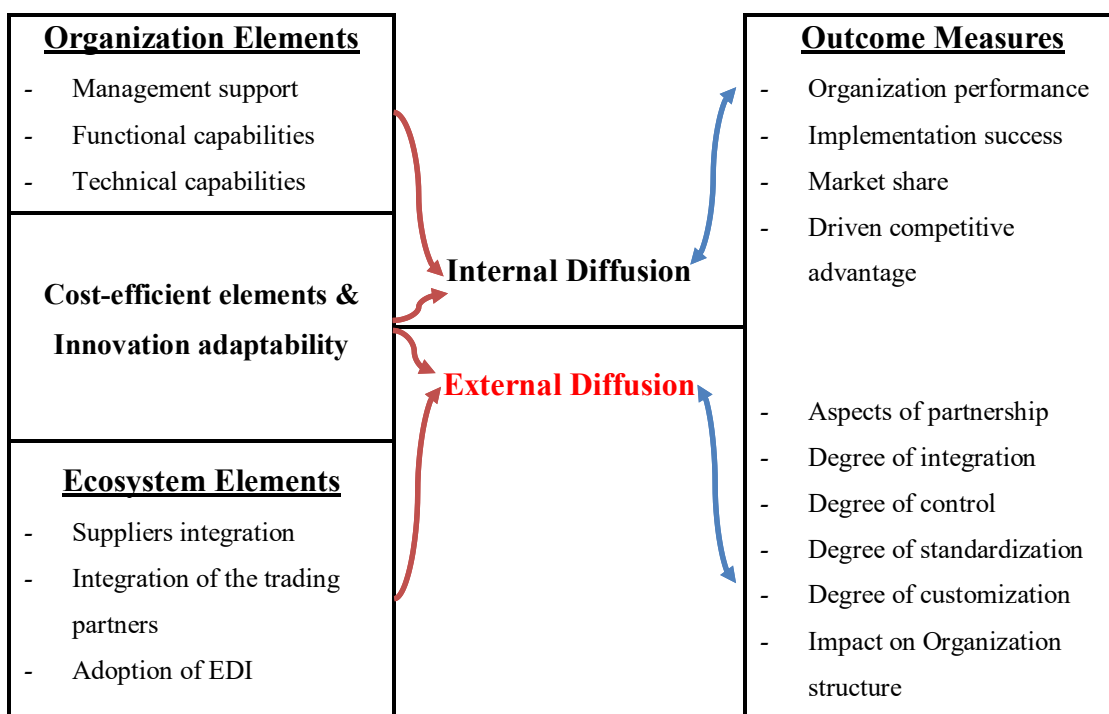 Organization Elements
- Management support
- Functional capabilities
- Technical capabilities
Cost-efficient elements &
Innovation adaptability
Ecosystem Elements
- Suppliers integration
- Integration of the trading
partners
- Adoption of EDI
Internal Diffusion
External Diffusion
Outcome Measures
- Organization performance
- Implementation success
- Market share
- Driven competitive
advantage
- Aspects of partnership
- Degree of integration
- Degree of control
- Degree of standardization
- Degree of customization
- Impact on Organization
structure